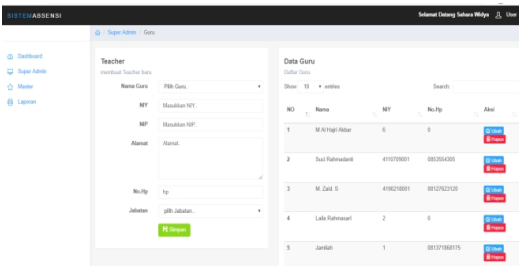 SISTEMABSENSI
Selamat Datang Sahara Widya User
/ Super Admin / Guru
Dashboard
Super Admin
Master
Laporan
Teacher
membuat Teacher baru
Nama Guru Pilih Guru..
NIY Masukkan NIY..
NIP Masukkan NIP..
Alamat Alamat..
No.Hp hp
Jabatan pilih Jabatan..
Simpan
Data Guru
Daftar Guru
Show 10 entries Search:
NO Nama NIY No.Hp Aksi
1 M Al Hajri Akbar 6 0 Ubah
Hapus
2 Suci Rahmadanti 4110709001 0853554305 Ubah
Hapus
3 M. Zaid. S 4190218001 08127623120 Ubah
Hapus
4 Laila Rahmasari 2 0 Ubah
Hapus
5 Jamilah 1 081371868175 Ubah
Hapus